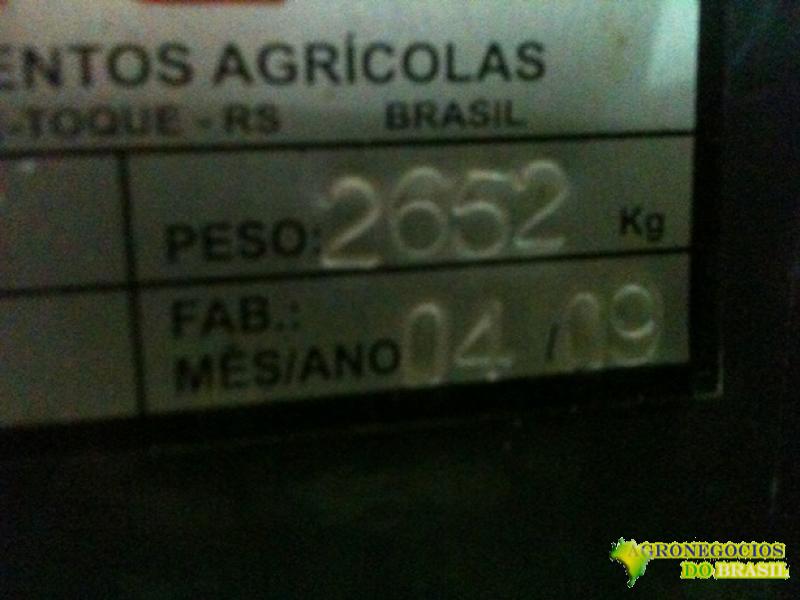 ENTOS AGRÍCOLAS
-TOQUE - RS BRASIL
PESO: 2652 Kg
FAB.:
MÊS/ANO 04 / 09
AGRONEGOCIOS
DO BRASIL